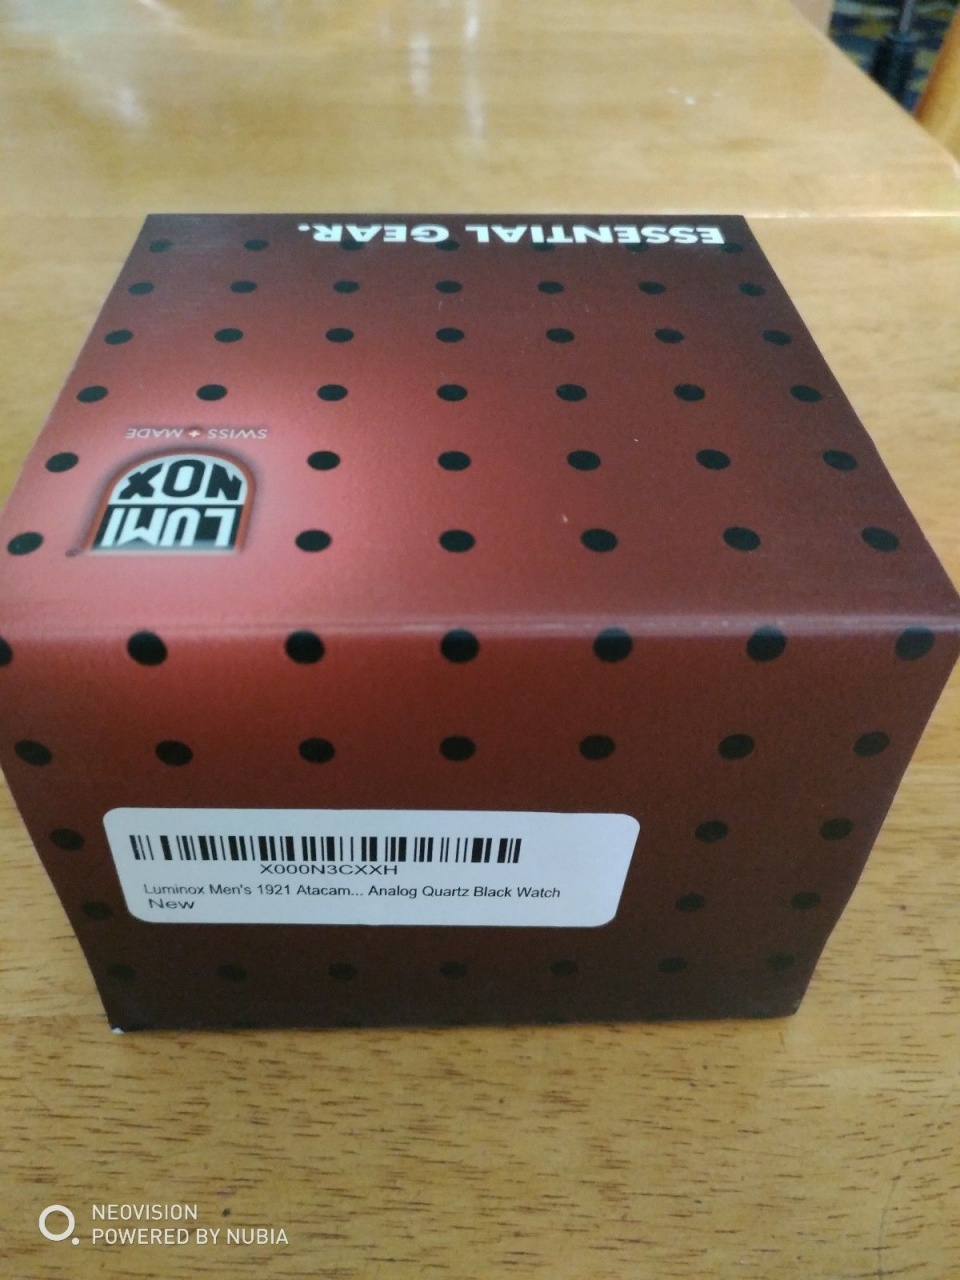 ESSENTIAL GEAR.
SWISS + MADE
LUMI
NOX
X000N3CXXH
Luminox Men's 1921 Atacam... Analog Quartz Black Watch
New
NEOVISION
POWERED BY NUBIA